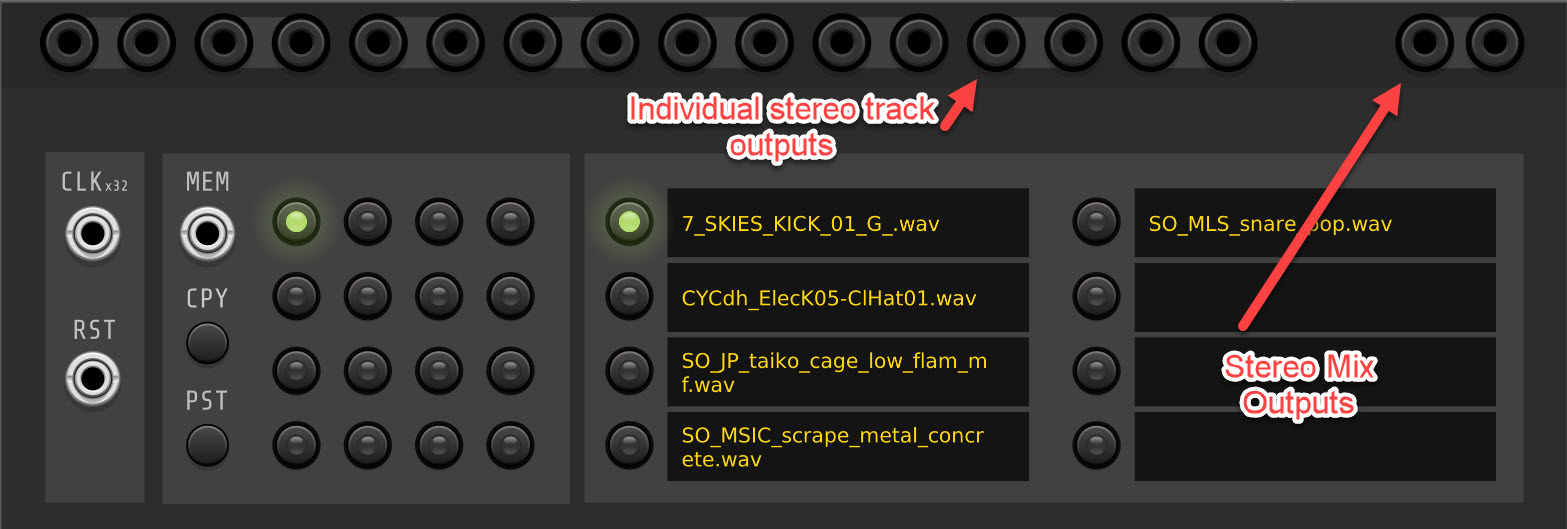 Individual stereo track
outputs
CLKx32
RST
MEM
CPY
PST
7_SKIES_KICK_01_G_.wav
CYCdh_ElecK05-ClHat01.wav
SO_JP_taiko_cage_low_flam_m
f.wav
SO_MSIC_scrape_metal_concr
ete.wav
SO_MLS_snare_pop.wav
Stereo Mix
Outputs